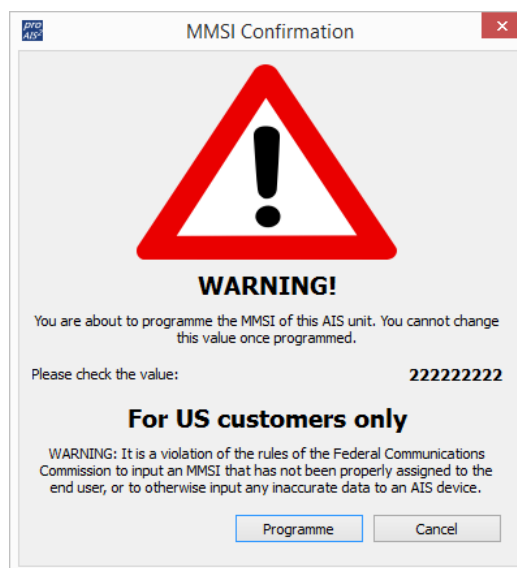 pro
AIS2
MMSI Confirmation
WARNING!
You are about to programme the MMSI of this AIS unit. You cannot change
this value once programmed.
Please check the value:
222222222
For US customers only
WARNING: It is a violation of the rules of the Federal Communications
Commission to input an MMSI that has not been properly assigned to the
end user, or to otherwise input any inaccurate data to an AIS device.
Programme
Cancel